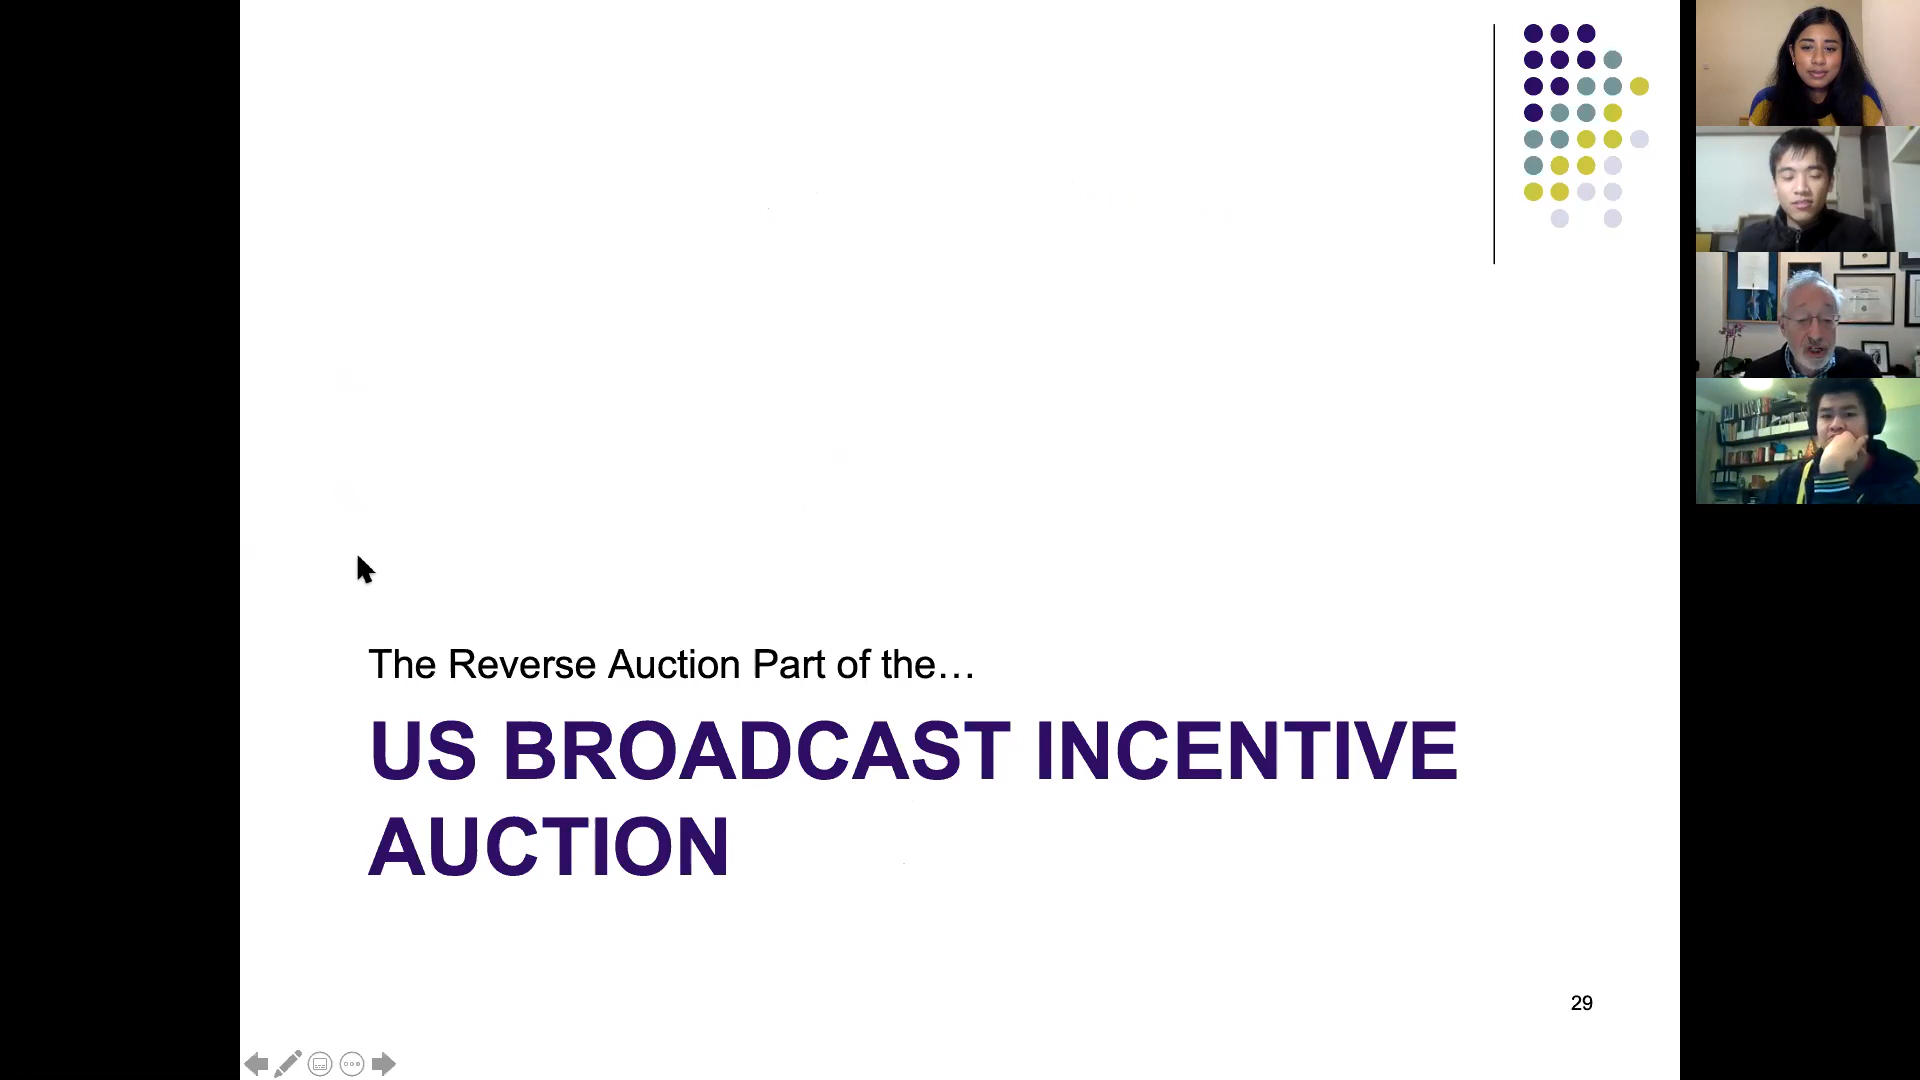 The Reverse Auction Part of the…
US BROADCAST INCENTIVE
AUCTION
29